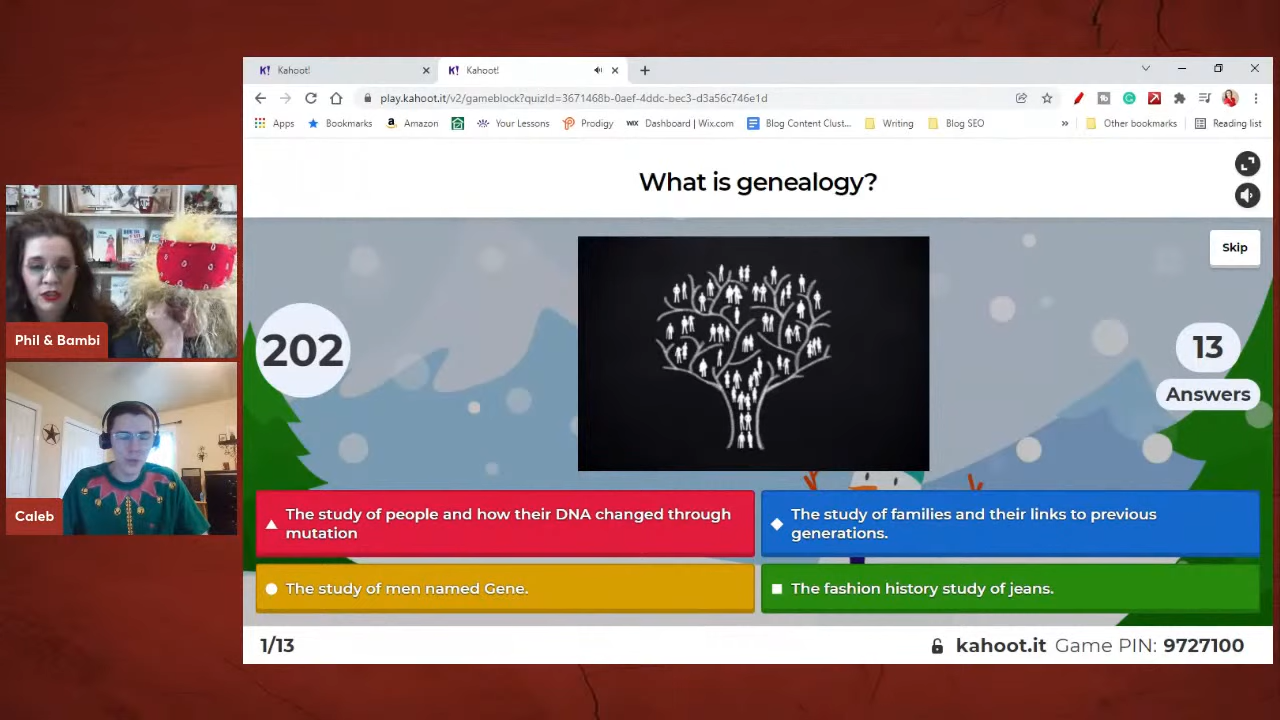 Kahoot!
Kahoot!
play.kahoot.it/v2/gameblock?quizId=3671468b-0aef-4ddc-bec3-d3a56c746e1d
Apps
Bookmarks
Amazon
Your Lessons
Prodigy
WIX Dashboard | Wix.com
Blog Content Clust...
Writing
Blog SEO
»
Other bookmarks
Reading list
What is genealogy?
Skip
202
13
Answers
Phil & Bambi
Caleb
The study of people and how their DNA changed through
mutation
The study of families and their links to previous
generations.
The study of men named Gene.
The fashion history study of jeans.
1/13
kahoot.it Game PIN: 9727100